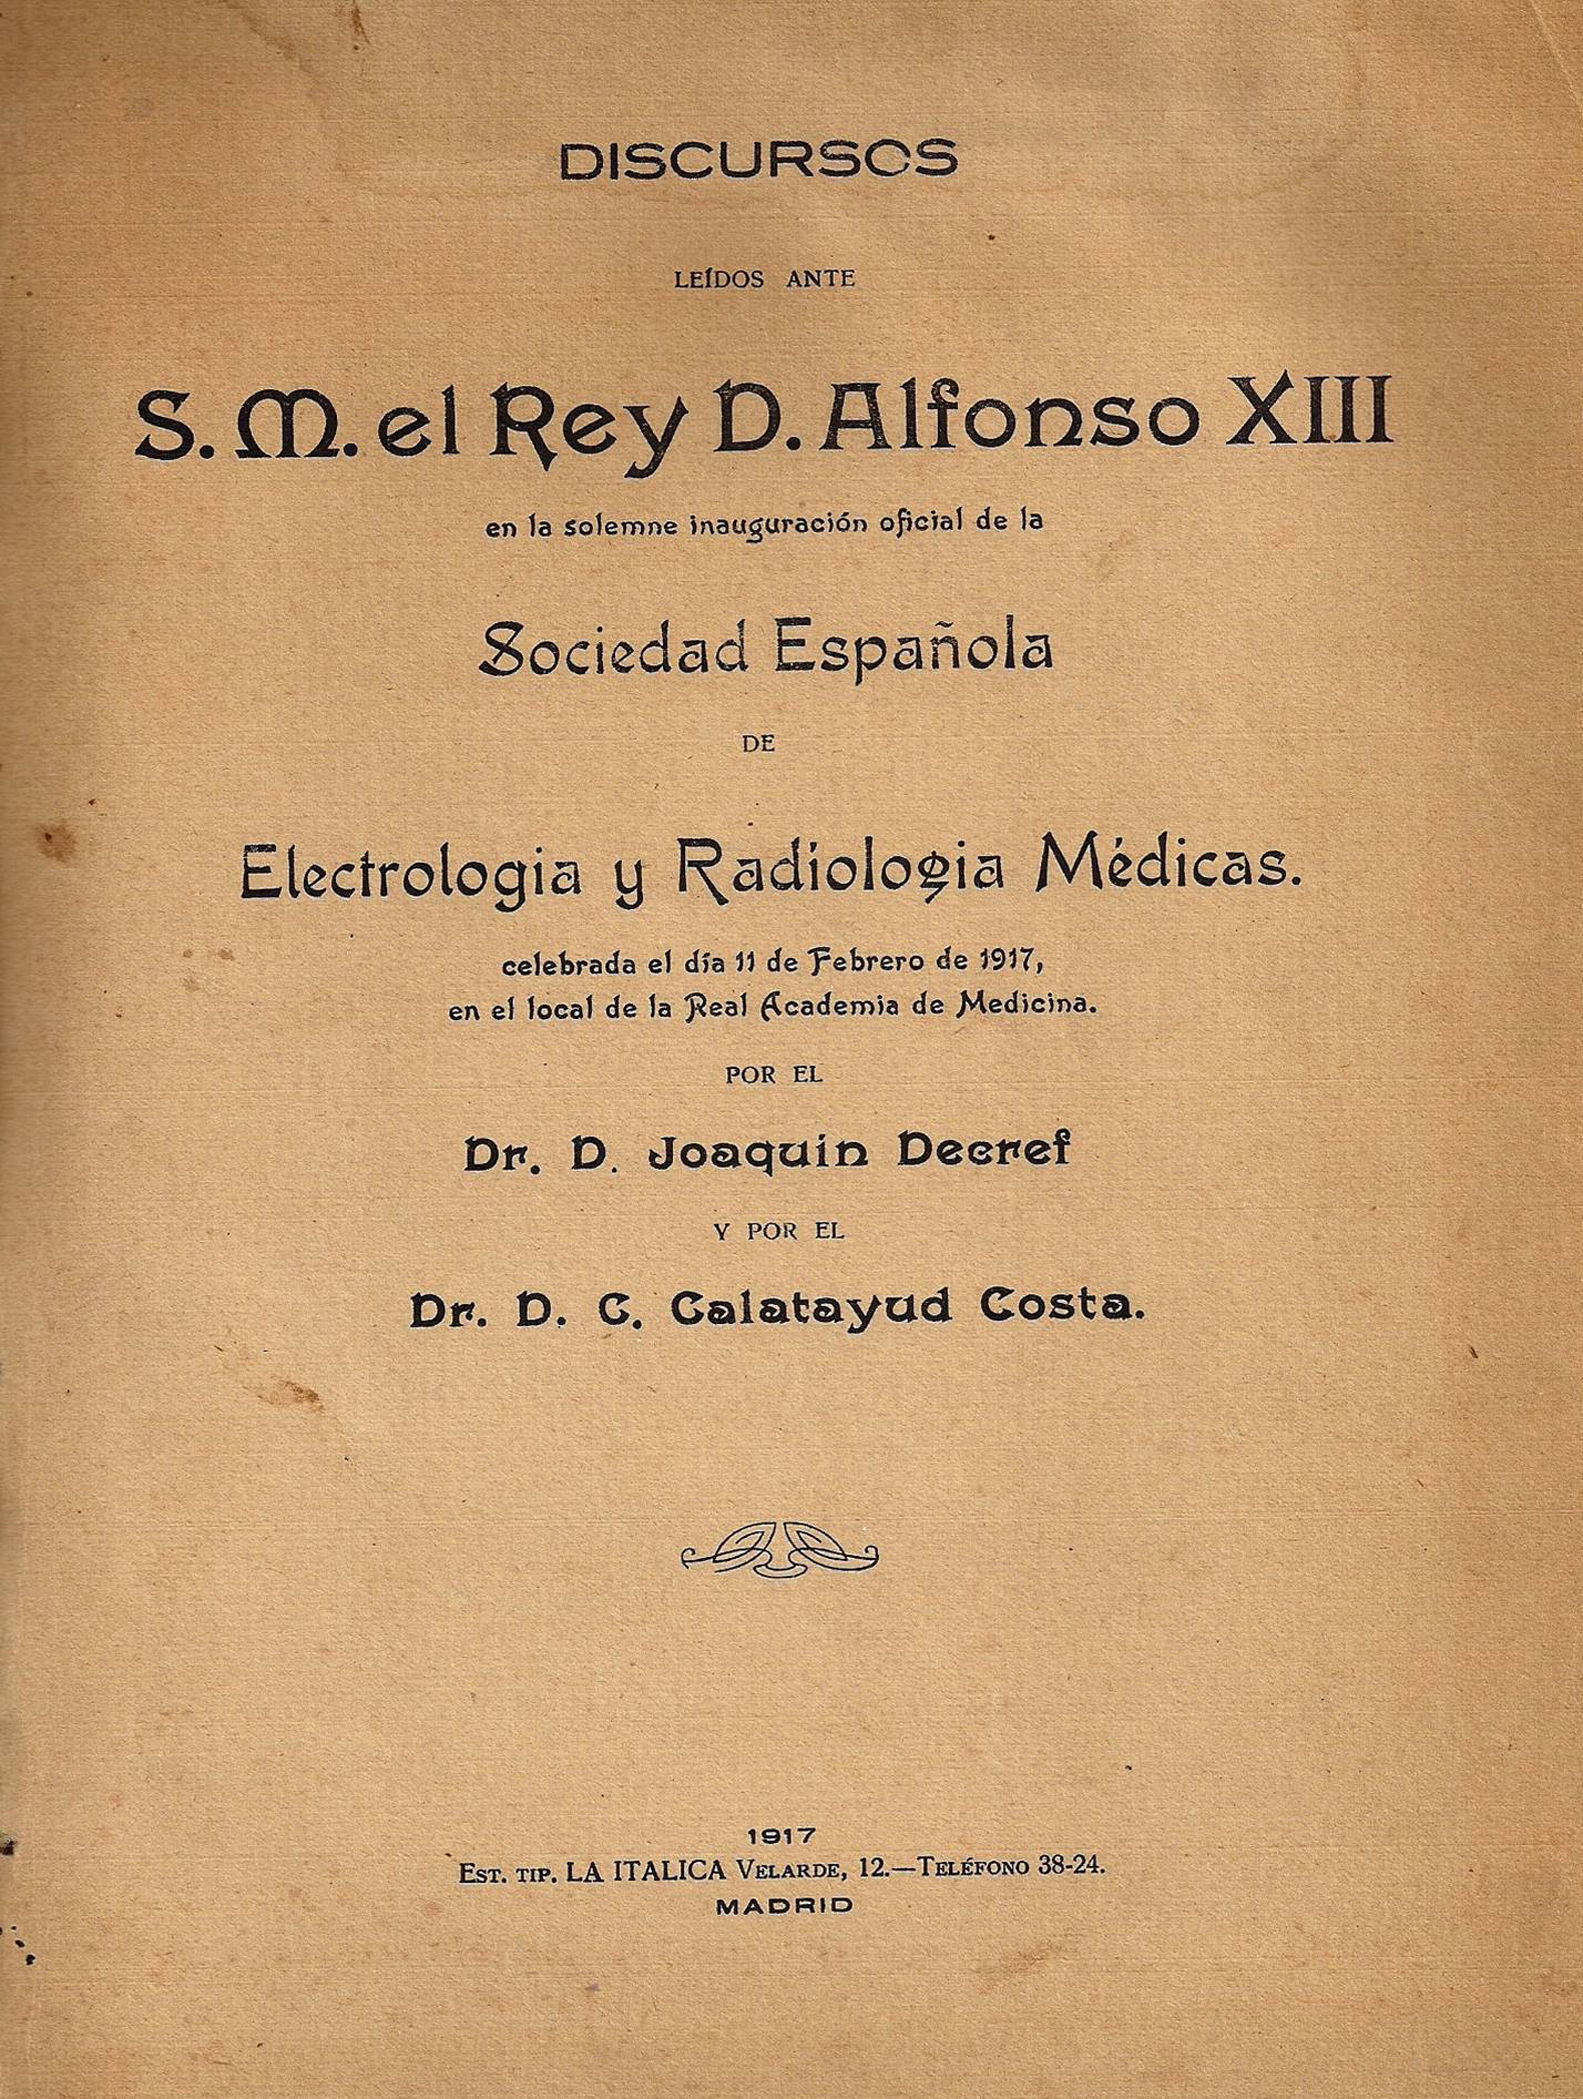 DISCURSOS
LEÍDOS ANTE
S. M. el Rey D. Alfonso XIII
en la solemne inauguración oficial de la
Sociedad Española
DE
Electrologia y Radiologia Médicas.
celebrada el día 11 de Febrero de 1917,
en el local de la Real Academia de Medicina.
POR EL
Dr. D. Joaquin Decref
Y POR EL
Dr. D. C. Calatayud Costa.
1917
EST. TIP. LA ITALICA VELARDE, 12.—TELÉFONO 38-24.
MADRID